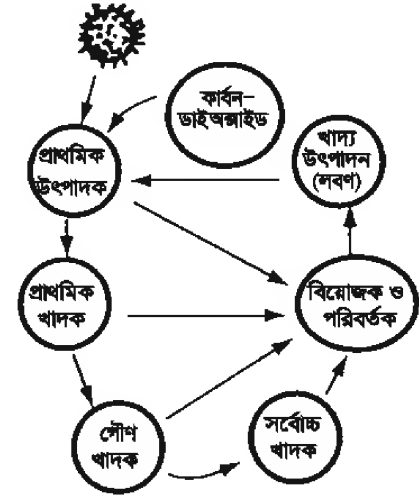 কার্বন-
ডাইঅক্সাইড
প্রাথমিক
উৎপাদক
খাদ্য
উৎপাদন
(লবণ)
প্রাথমিক
খাদক
বিয়োজক ও
পরিবর্তক
গৌণ
খাদক
সর্বোচ্চ
খাদক